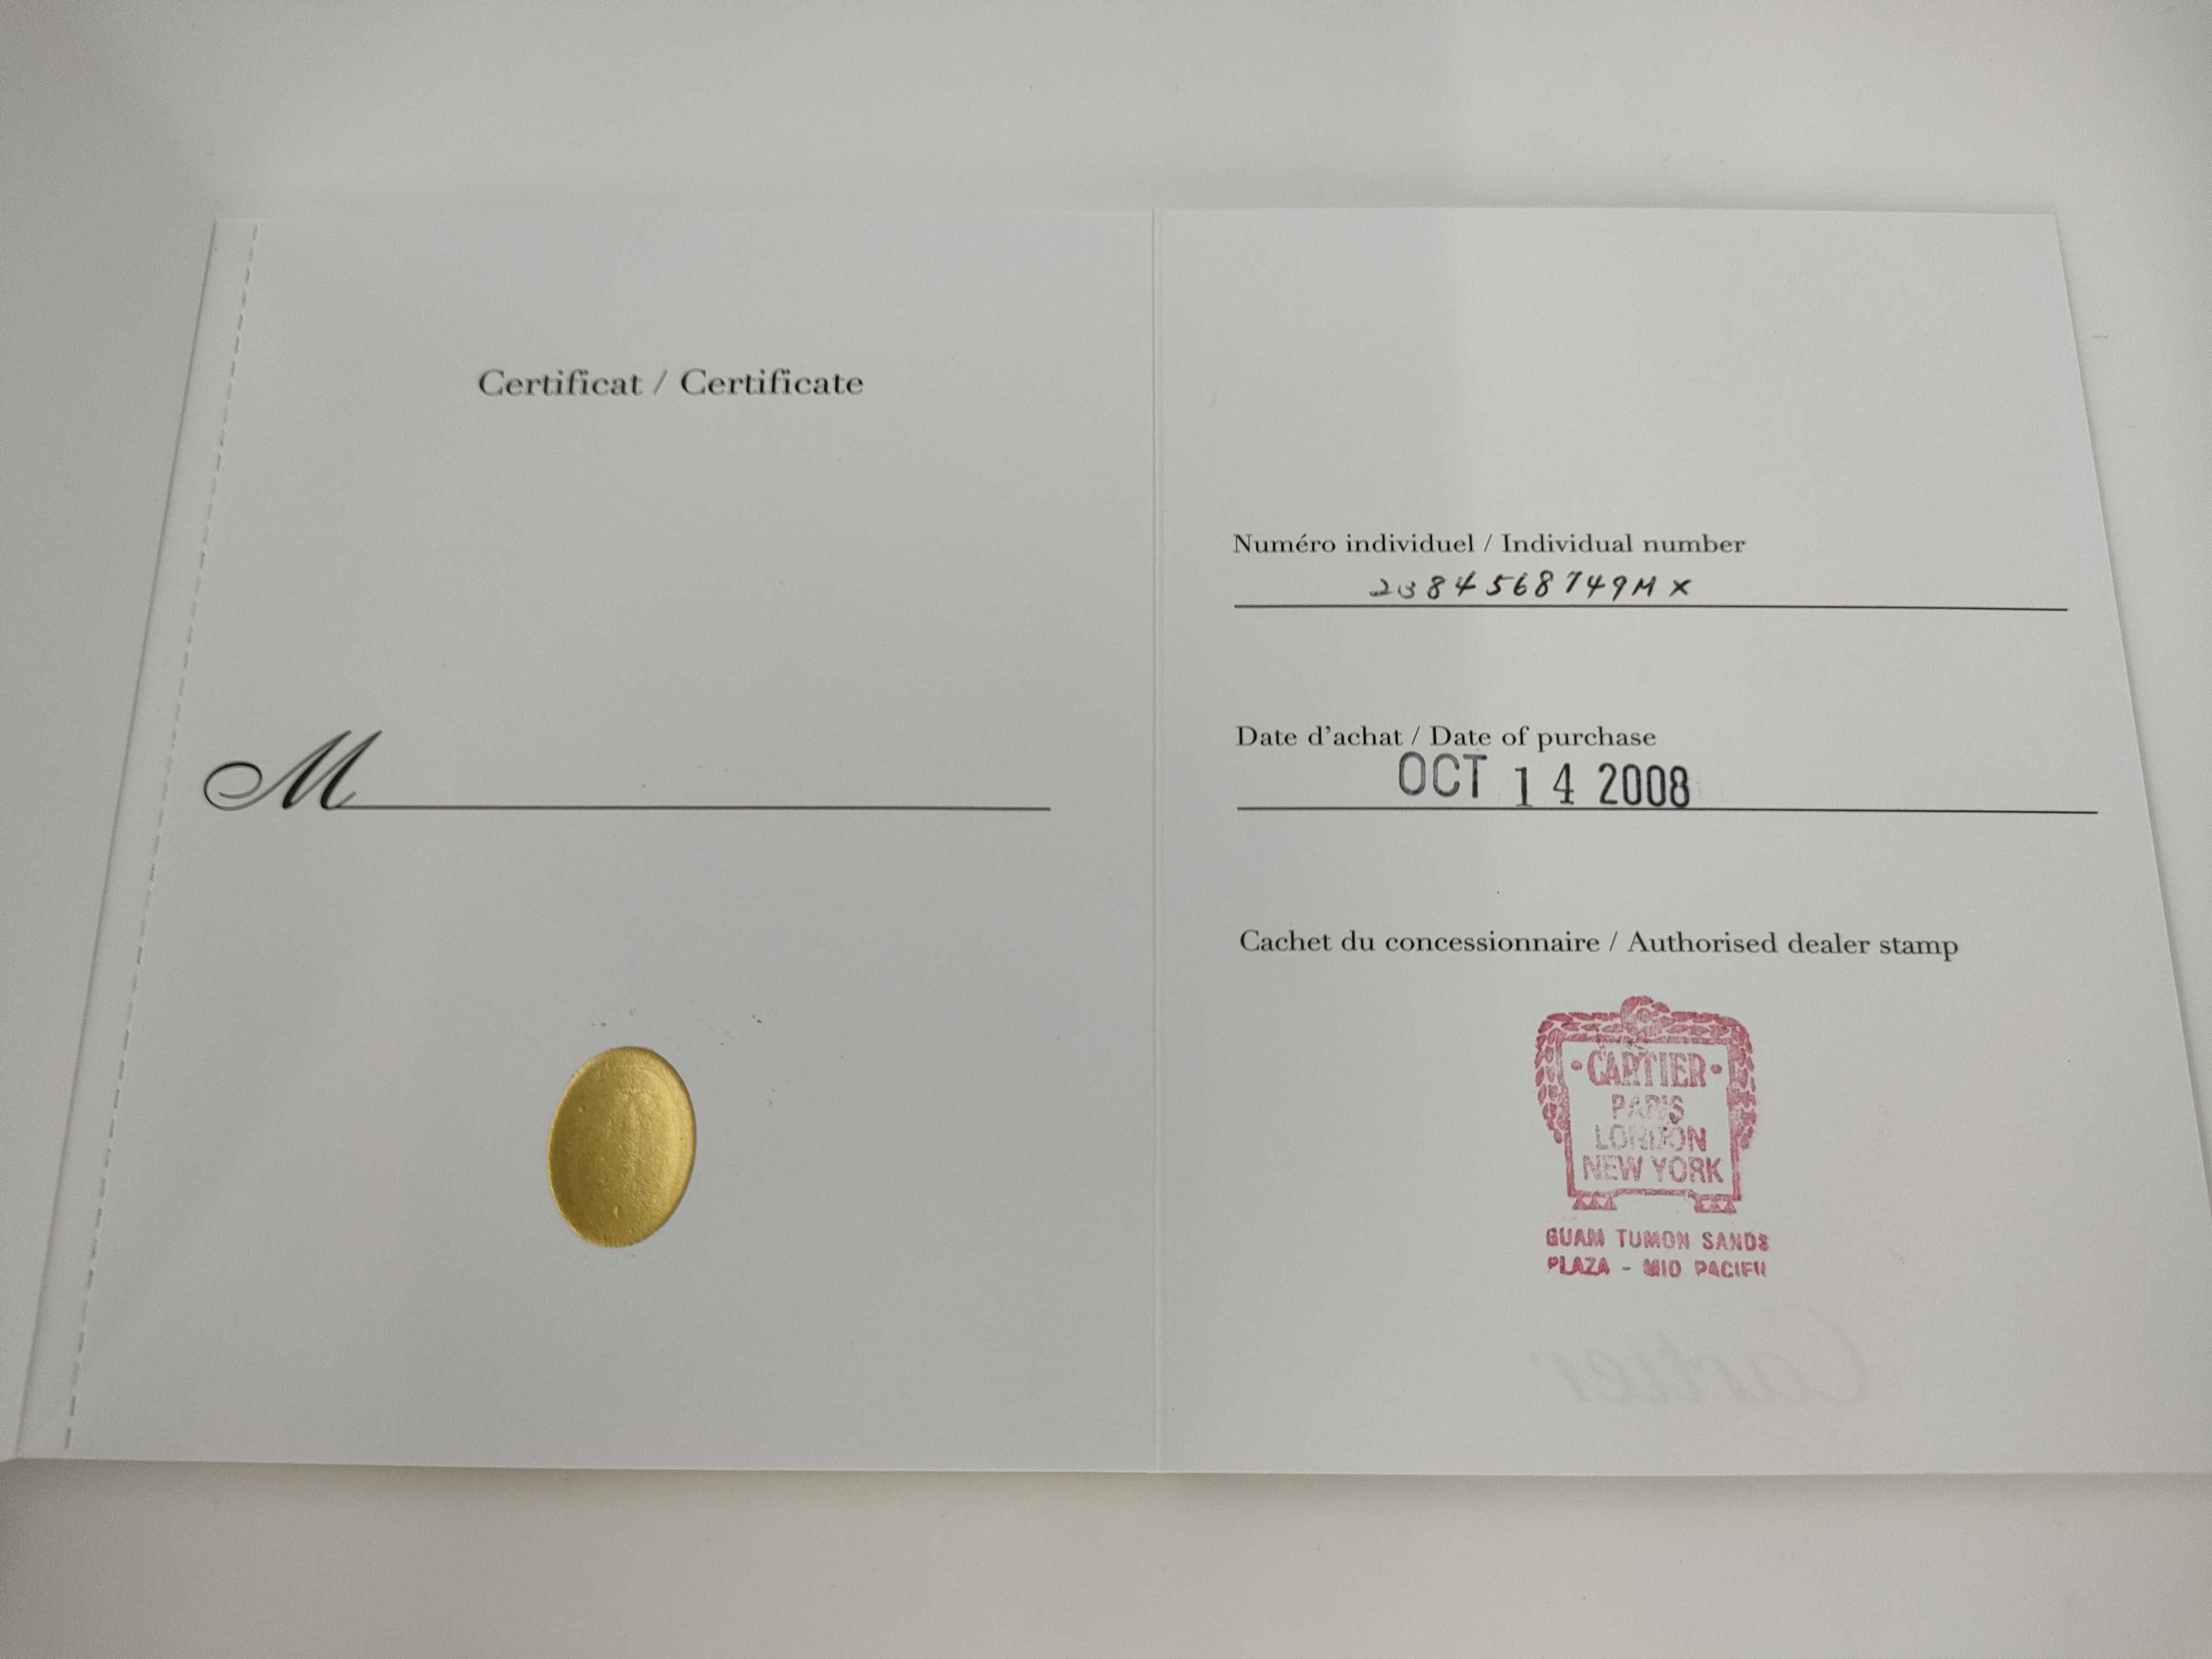 Certificat / Certificate
M
Numéro individuel / Individual number
2384568749MX
Date d'achat / Date of purchase
OCT 14 2008
Cachet du concessionnaire / Authorised dealer stamp
·CARTIER·
PARIS
LONDON
NEW YORK
GUAM TUMON SANDS
PLAZA - MID PACIFIC
Cartier